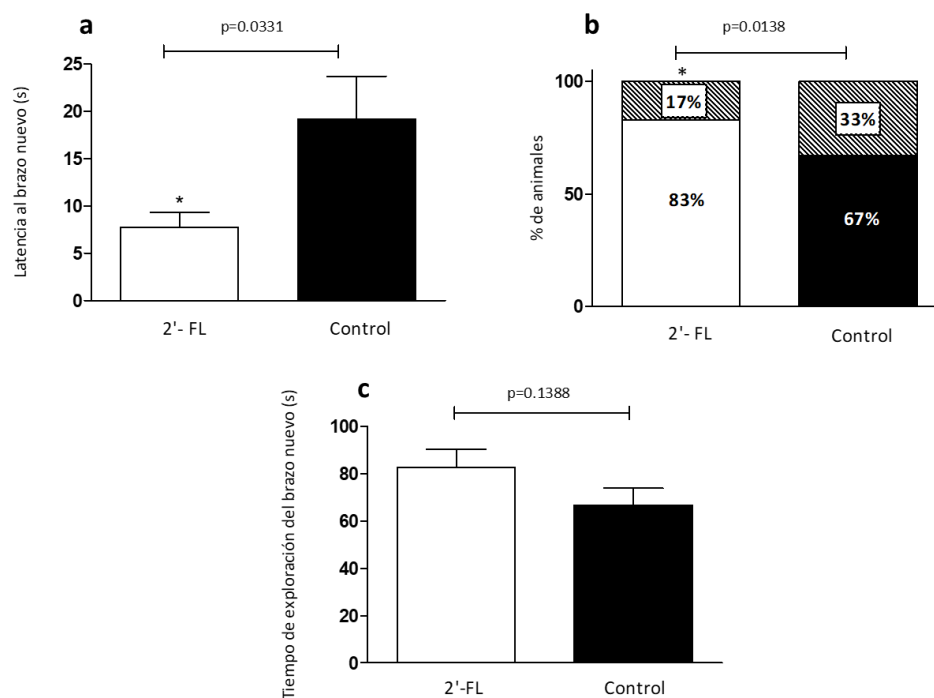 a
p=0.0331
Latencia al brazo nuevo (s)
25
20
15
10
5
0
*
2'- FL
Control
b
p=0.0138
% de animales
100
50
0
*
17%
83%
33%
67%
2'- FL
Control
c
p=0.1388
Tiempo de exploración del brazo nuevo (s)
100
80
60
40
20
0
2'-FL
Control